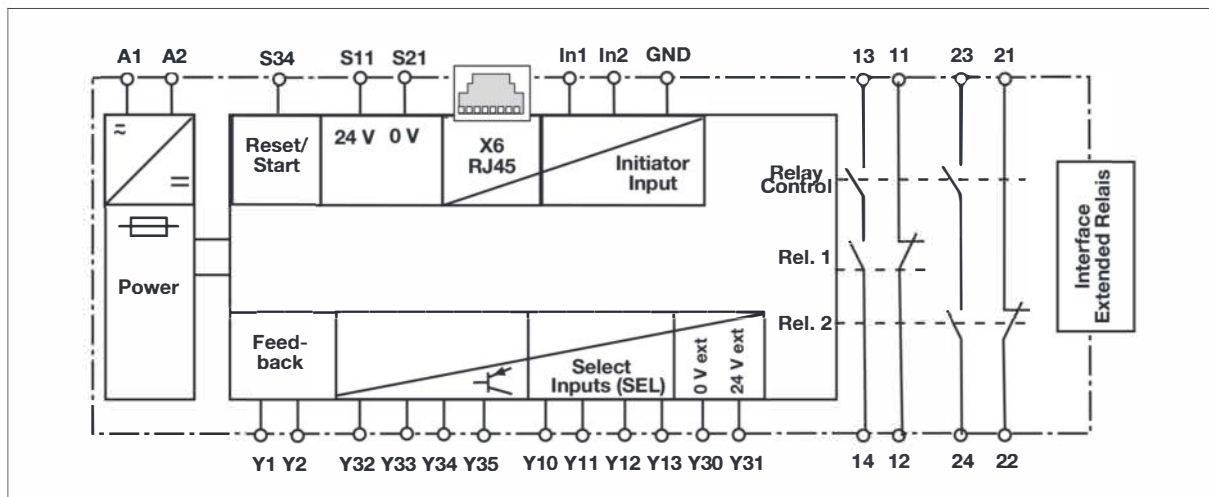 A1 A2 S34 S11 S21 In1 In2 GND 13 11 23 21
Reset/
Start
24 V 0 V
X6
RJ45
Initiator
Input
Relay
Control
Power
Rel. 1
Rel. 2
Interface
Extended Relais
Feed-
back
Select
Inputs (SEL)
0 V ext
24 V ext
Y1 Y2 Y32 Y33 Y34 Y35 Y10 Y11 Y12 Y13 Y30 Y31 14 12 24 22